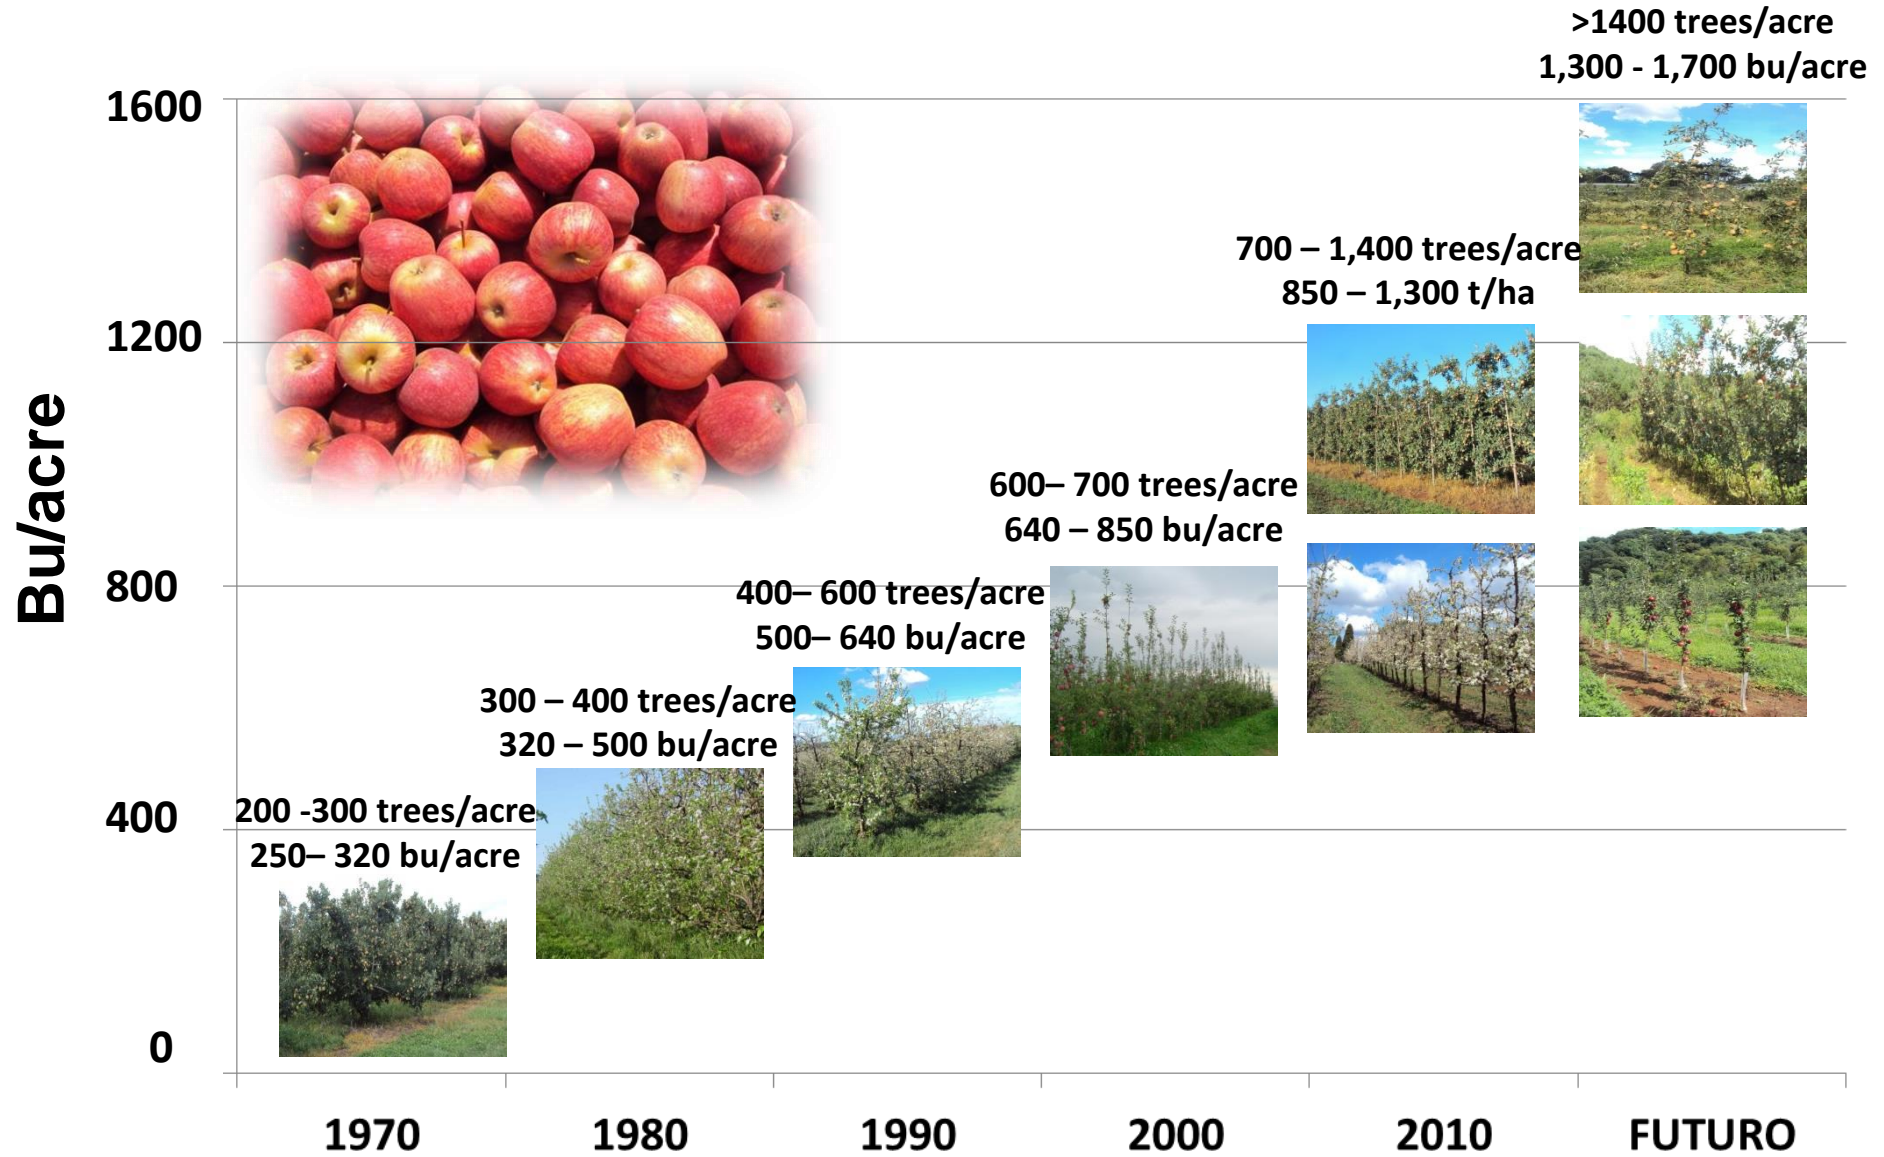 >1400 trees/acre
1,300 - 1,700 bu/acre
1600
700 – 1,400 trees/acre
850 – 1,300 t/ha
1200
600– 700 trees/acre
640 – 850 bu/acre
Bu/acre
800
400– 600 trees/acre
500– 640 bu/acre
300 – 400 trees/acre
320 – 500 bu/acre
400
200 -300 trees/acre
250– 320 bu/acre
0
1970 1980 1990 2000 2010 FUTURO